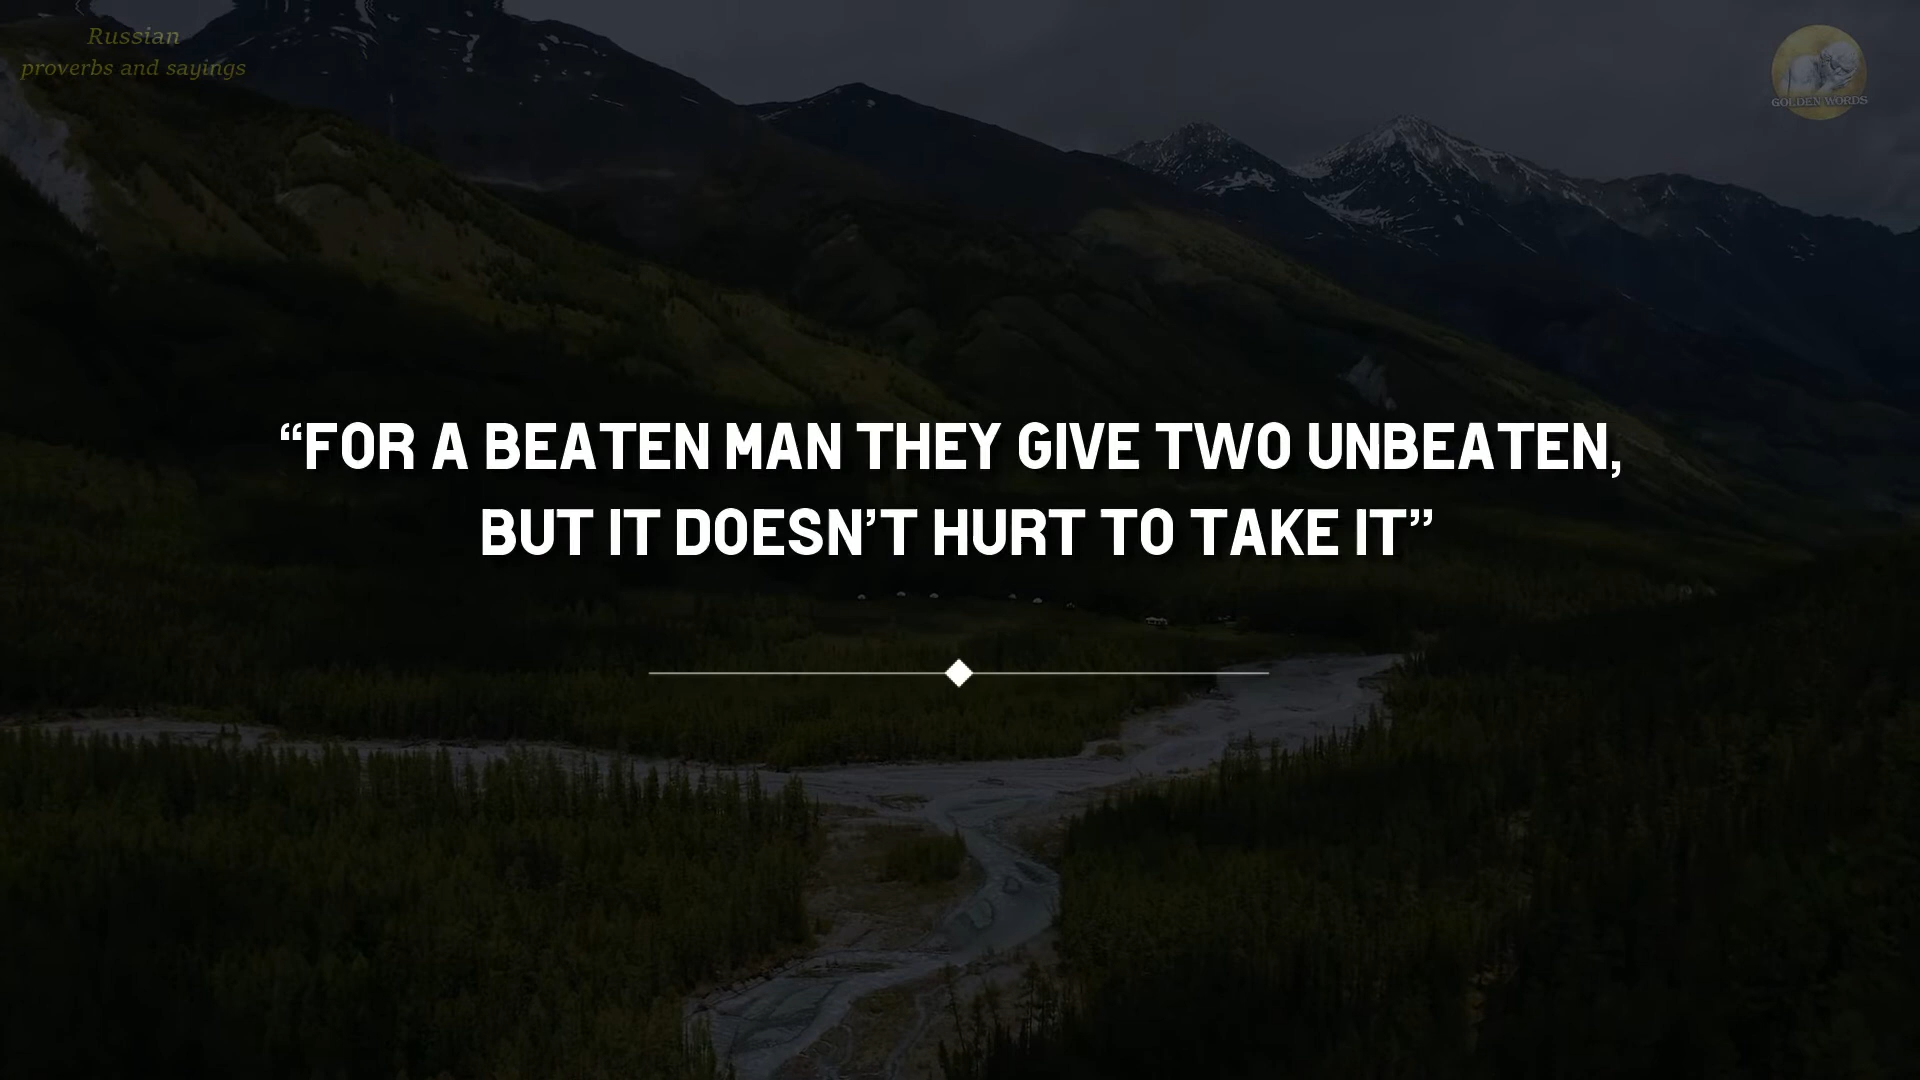 Russian
proverbs and sayings
GOLDEN WORDS
“FOR A BEATEN MAN THEY GIVE TWO UNBEATEN,
BUT IT DOESN’T HURT TO TAKE IT”